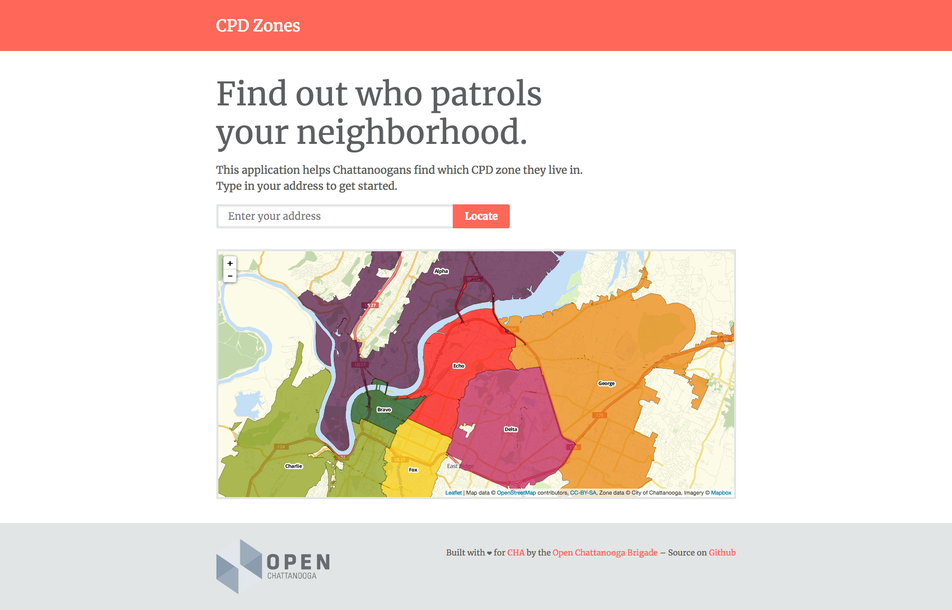 CPD Zones
Find out who patrols
your neighborhood.
This application helps Chattanoogans find which CPD zone they live in.
Type in your address to get started.
Enter your address
Locate
+
-
Alpha
Echo
George
Bravo
Delta
Charlie
Fox
Leaflet | Map data © OpenStreetMap contributors, CC-BY-SA, Zone data © City of Chattanooga, Imagery © Mapbox
OPEN
CHATTANOOGA
Built with ❤ for CHA by the Open Chattanooga Brigade – Source on Github